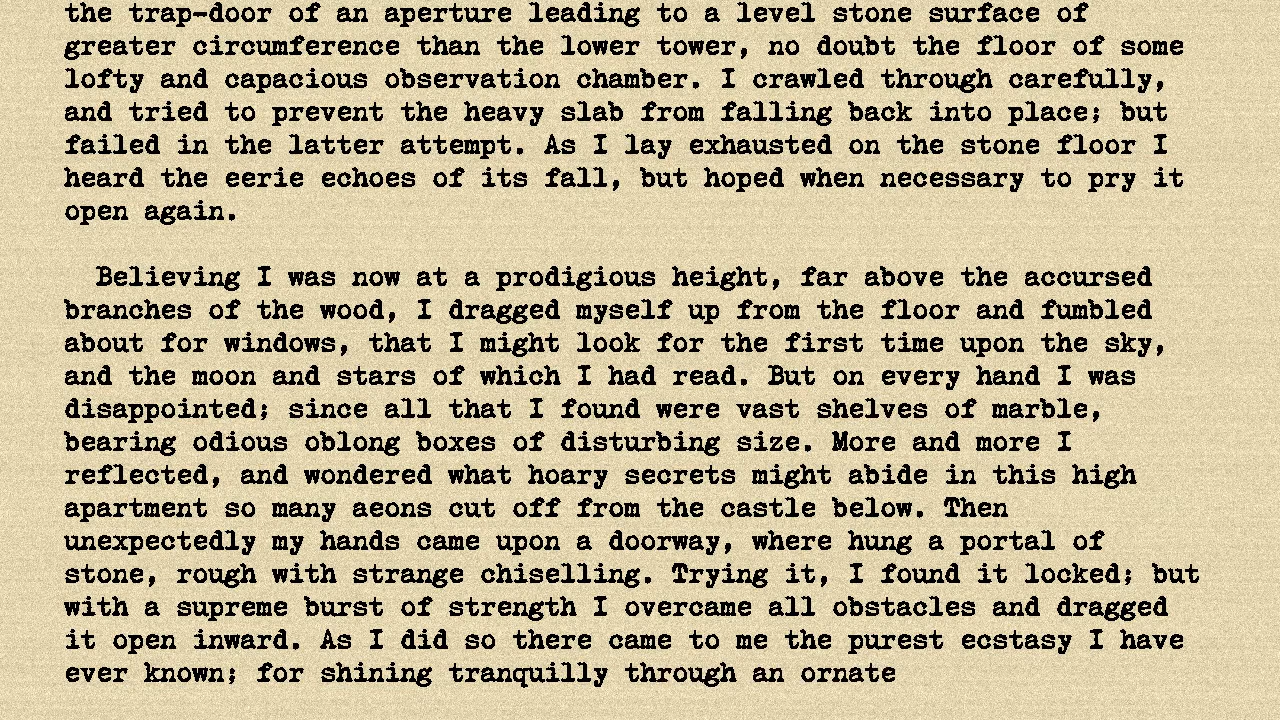 the trap-door of an aperture leading to a level stone surface of
greater circumference than the lower tower, no doubt the floor of some
lofty and capacious observation chamber. I crawled through carefully,
and tried to prevent the heavy slab from falling back into place; but
failed in the latter attempt. As I lay exhausted on the stone floor I
heard the eerie echoes of its fall, but hoped when necessary to pry it
open again.

Believing I was now at a prodigious height, far above the accursed
branches of the wood, I dragged myself up from the floor and fumbled
about for windows, that I might look for the first time upon the sky,
and the moon and stars of which I had read. But on every hand I was
disappointed; since all that I found were vast shelves of marble,
bearing odious oblong boxes of disturbing size. More and more I
reflected, and wondered what hoary secrets might abide in this high
apartment so many aeons cut off from the castle below. Then
unexpectedly my hands came upon a doorway, where hung a portal of
stone, rough with strange chiselling. Trying it, I found it locked; but
with a supreme burst of strength I overcame all obstacles and dragged
it open inward. As I did so there came to me the purest ecstasy I have
ever known; for shining tranquilly through an ornate